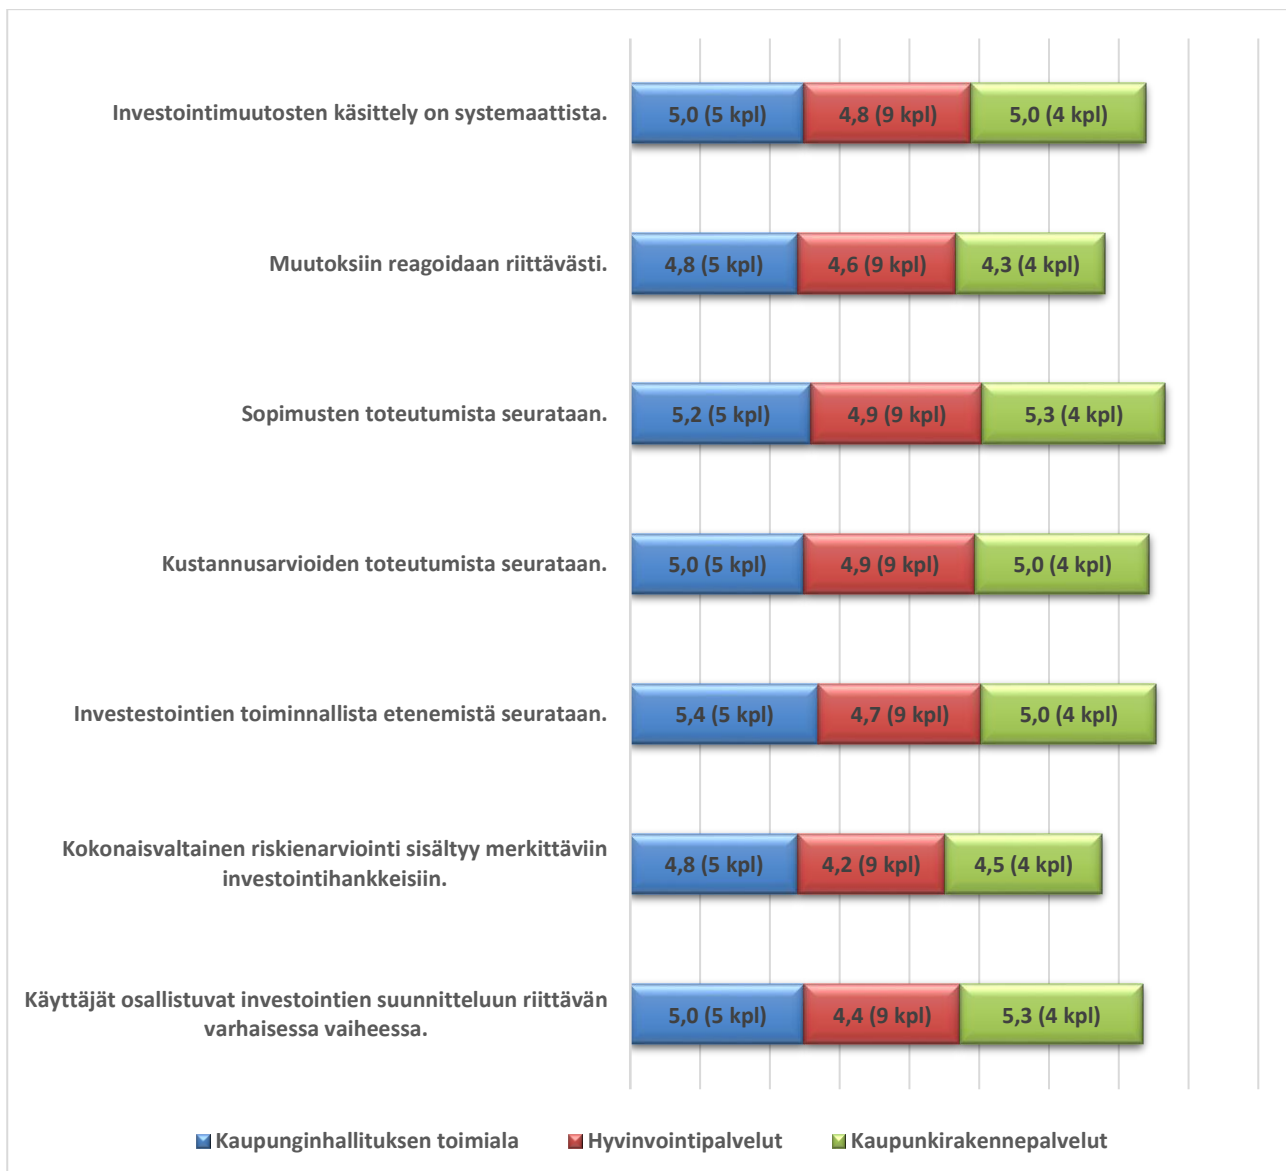 Investointimuutosten käsittely on systemaattista.
5,0 (5 kpl) 4,8 (9 kpl) 5,0 (4 kpl)
Muutoksiin reagoidaan riittävästi.
4,8 (5 kpl) 4,6 (9 kpl) 4,3 (4 kpl)
Sopimusten toteutumista seurataan.
5,2 (5 kpl) 4,9 (9 kpl) 5,3 (4 kpl)
Kustannusarvioiden toteutumista seurataan.
5,0 (5 kpl) 4,9 (9 kpl) 5,0 (4 kpl)
Investestointien toiminnallista etenemistä seurataan.
5,4 (5 kpl) 4,7 (9 kpl) 5,0 (4 kpl)
Kokonaisvaltainen riskienarviointi sisältyy merkittäviin
investointihankkeisiin.
4,8 (5 kpl) 4,2 (9 kpl) 4,5 (4 kpl)
Käyttäjät osallistuvat investointien suunnitteluun riittävän
varhaisessa vaiheessa.
5,0 (5 kpl) 4,4 (9 kpl) 5,3 (4 kpl)
Kaupunginhallituksen toimiala Hyvinvointipalvelut Kaupunkirakennepalvelut